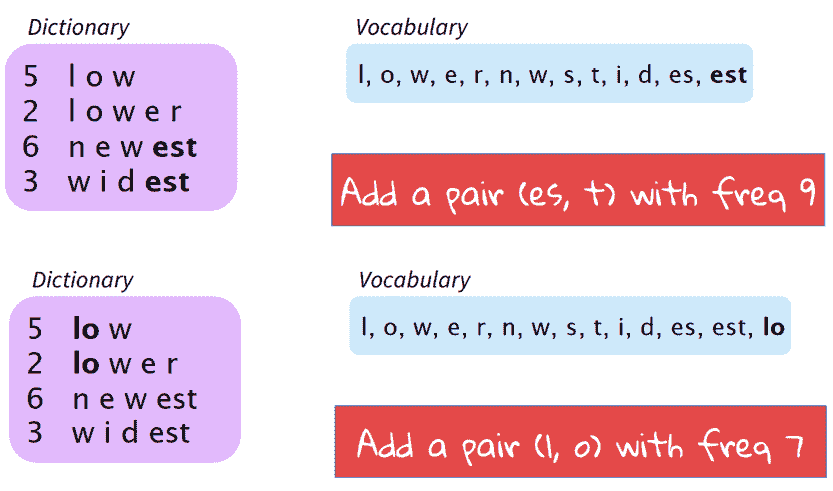 Dictionary
5 l o w
2 l o w e r
6 n e w est
3 w i d est
Vocabulary
l, o, w, e, r, n, w, s, t, i, d, es, est
Add a pair (es, t) with freq 9
Dictionary
5 lo w
2 lo w e r
6 n e w est
3 w i d est
Vocabulary
l, o, w, e, r, n, w, s, t, i, d, es, est, lo
Add a pair (l, o) with freq 7